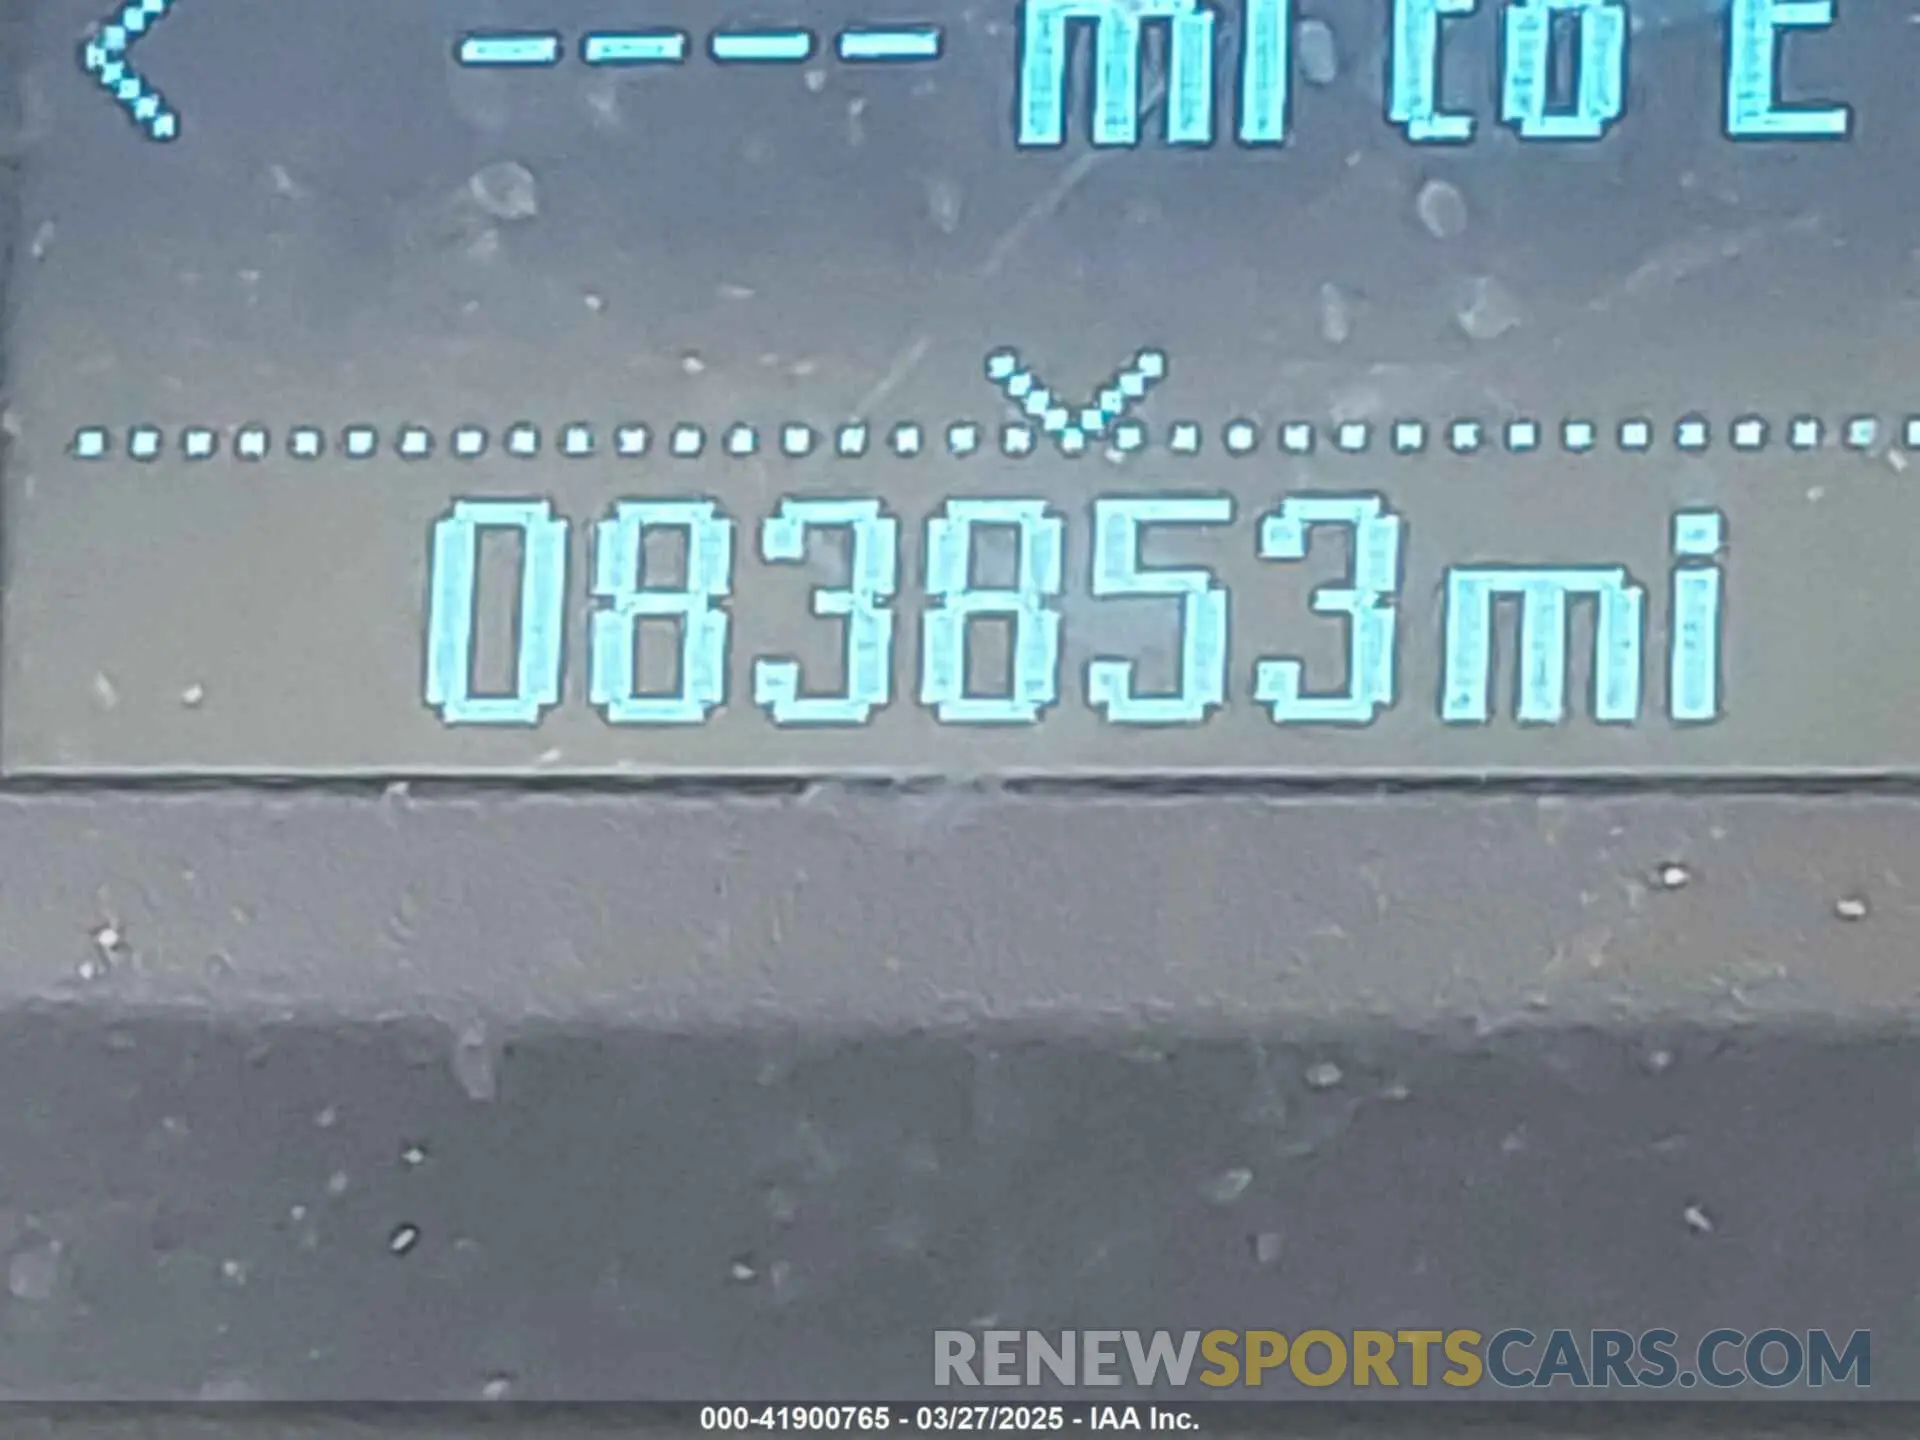 ---- mi to E
083853mi
RENEWSPORTSCARS.COM
000-41900765 - 03/27/2025 - IAA Inc.